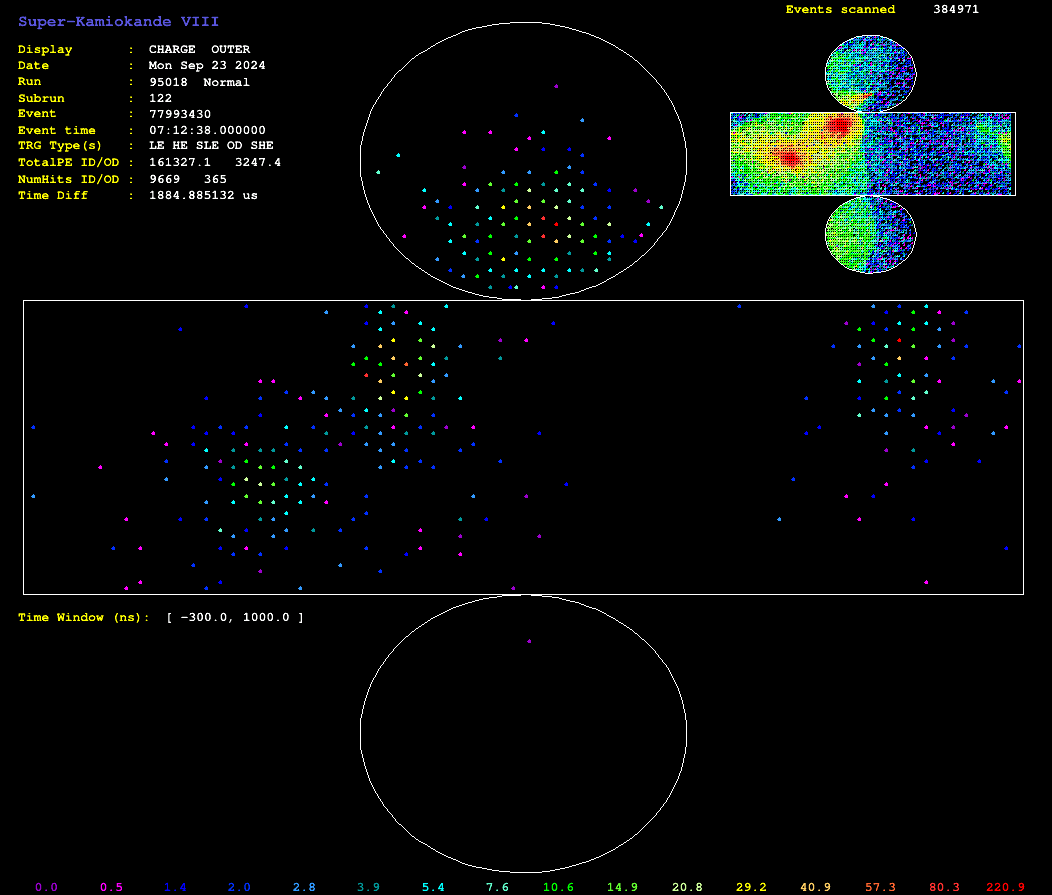 Super-Kamiokande VIII
Events scanned 384971
Display : CHARGE OUTER
Date : Mon Sep 23 2024
Run : 95018 Normal
Subrun : 122
Event : 77993430
Event time : 07:12:38.000000
TRG Type(s) : LE HE SLE OD SHE
TotalPE ID/OD : 161327.1 3247.4
NumHits ID/OD : 9669 365
Time Diff : 1884.885132 us
Time Window (ns): [ -300.0, 1000.0 ]
0.0 0.5 1.4 2.0 2.8 3.9 5.4 7.6 10.6 14.9 20.8 29.2 40.9 57.3 80.3 220.9